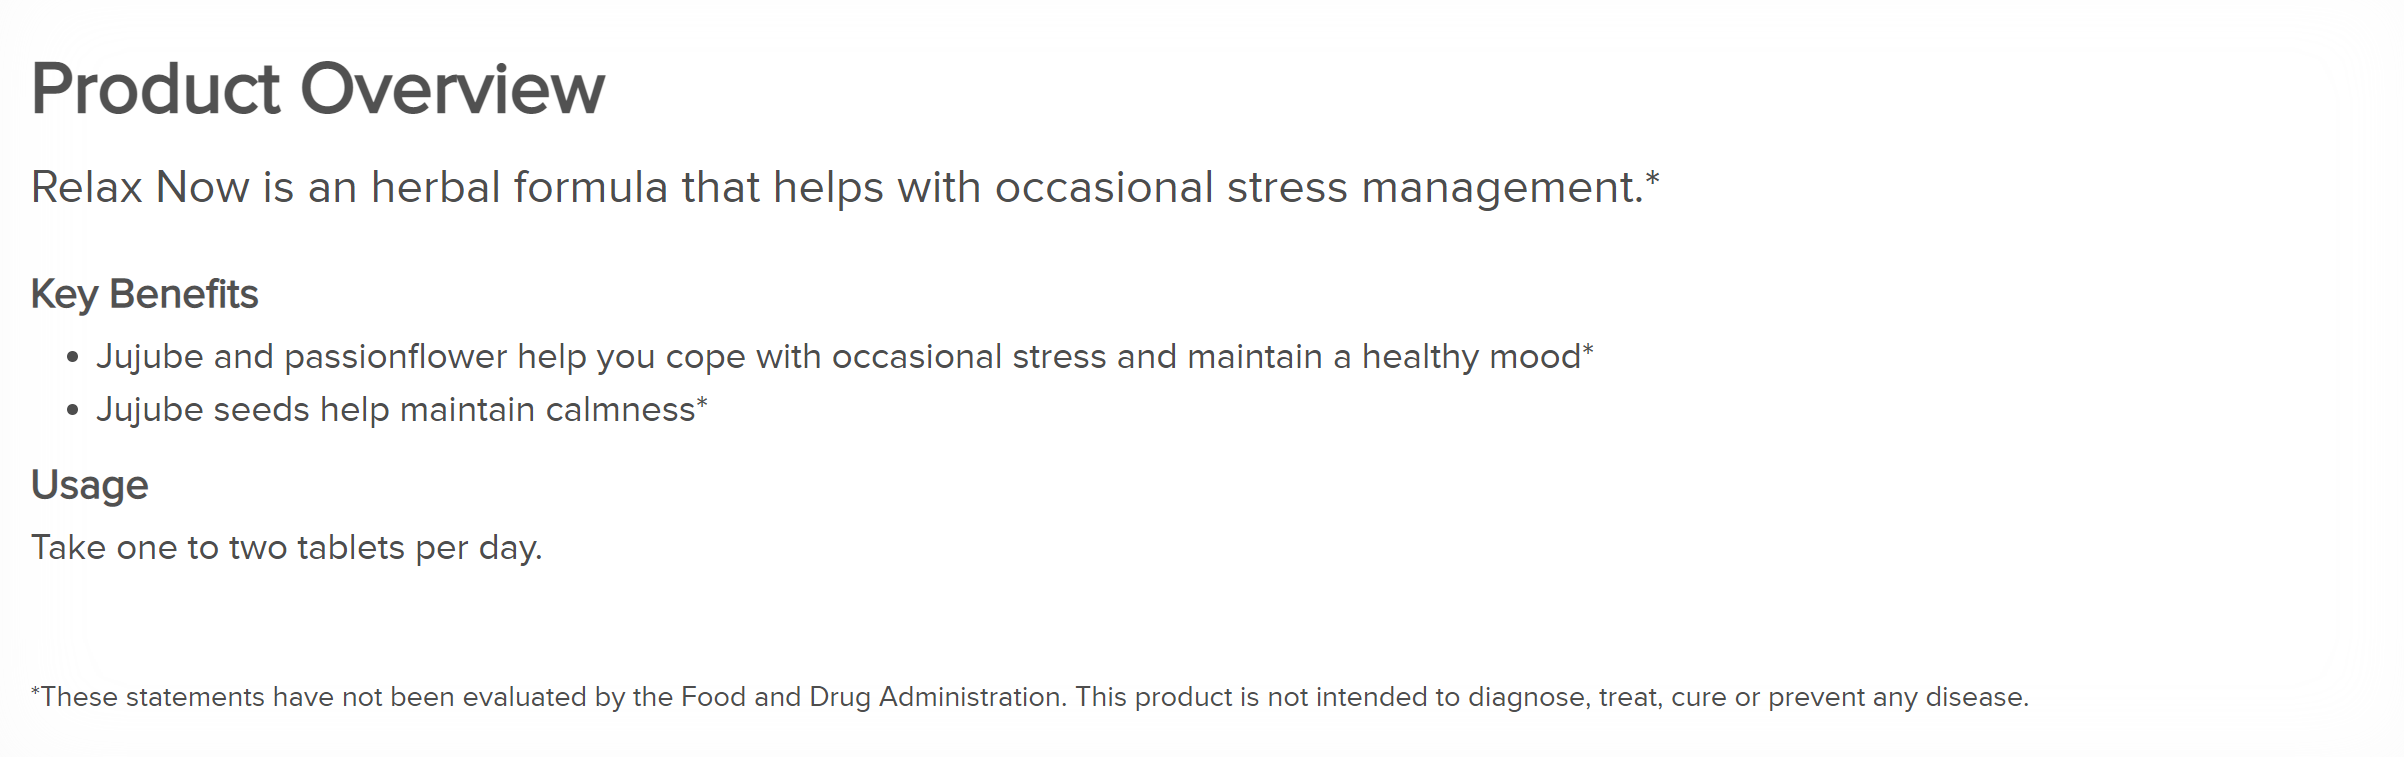 Product Overview
Relax Now is an herbal formula that helps with occasional stress management.*
Key Benefits
• Jujube and passionflower help you cope with occasional stress and maintain a healthy mood*
• Jujube seeds help maintain calmness*
Usage
Take one to two tablets per day.
*These statements have not been evaluated by the Food and Drug Administration. This product is not intended to diagnose, treat, cure or prevent any disease.